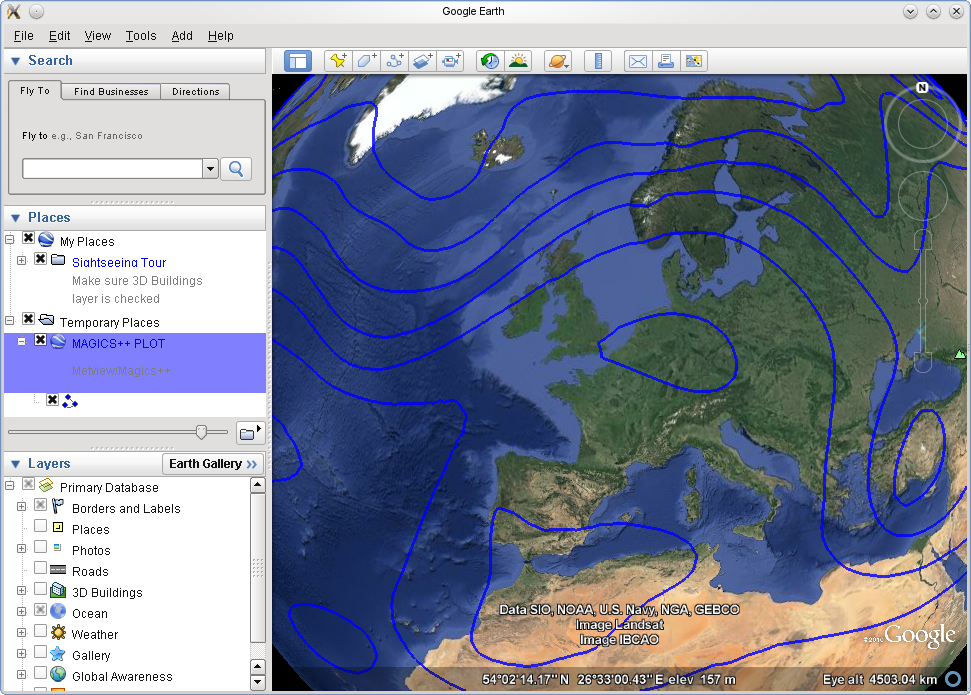 Google Earth
File Edit View Tools Add Help
Search
Fly To Find Businesses Directions
Fly to e.g., San Francisco
Places
My Places
Sightseeing Tour
Make sure 3D Buildings
layer is checked
Temporary Places
MAGICS++ PLOT
Metview/Magics++
Layers Earth Gallery »
Primary Database
Borders and Labels
Places
Photos
Roads
3D Buildings
Ocean
Weather
Gallery
Global Awareness
N
Data SIO, NOAA, U.S. Navy, NGA, GEBCO
Image Landsat
Image IBCAO
Google
54°02'14.17" N 26°33'00.43" E elev 157 m Eye alt 4503.04 km